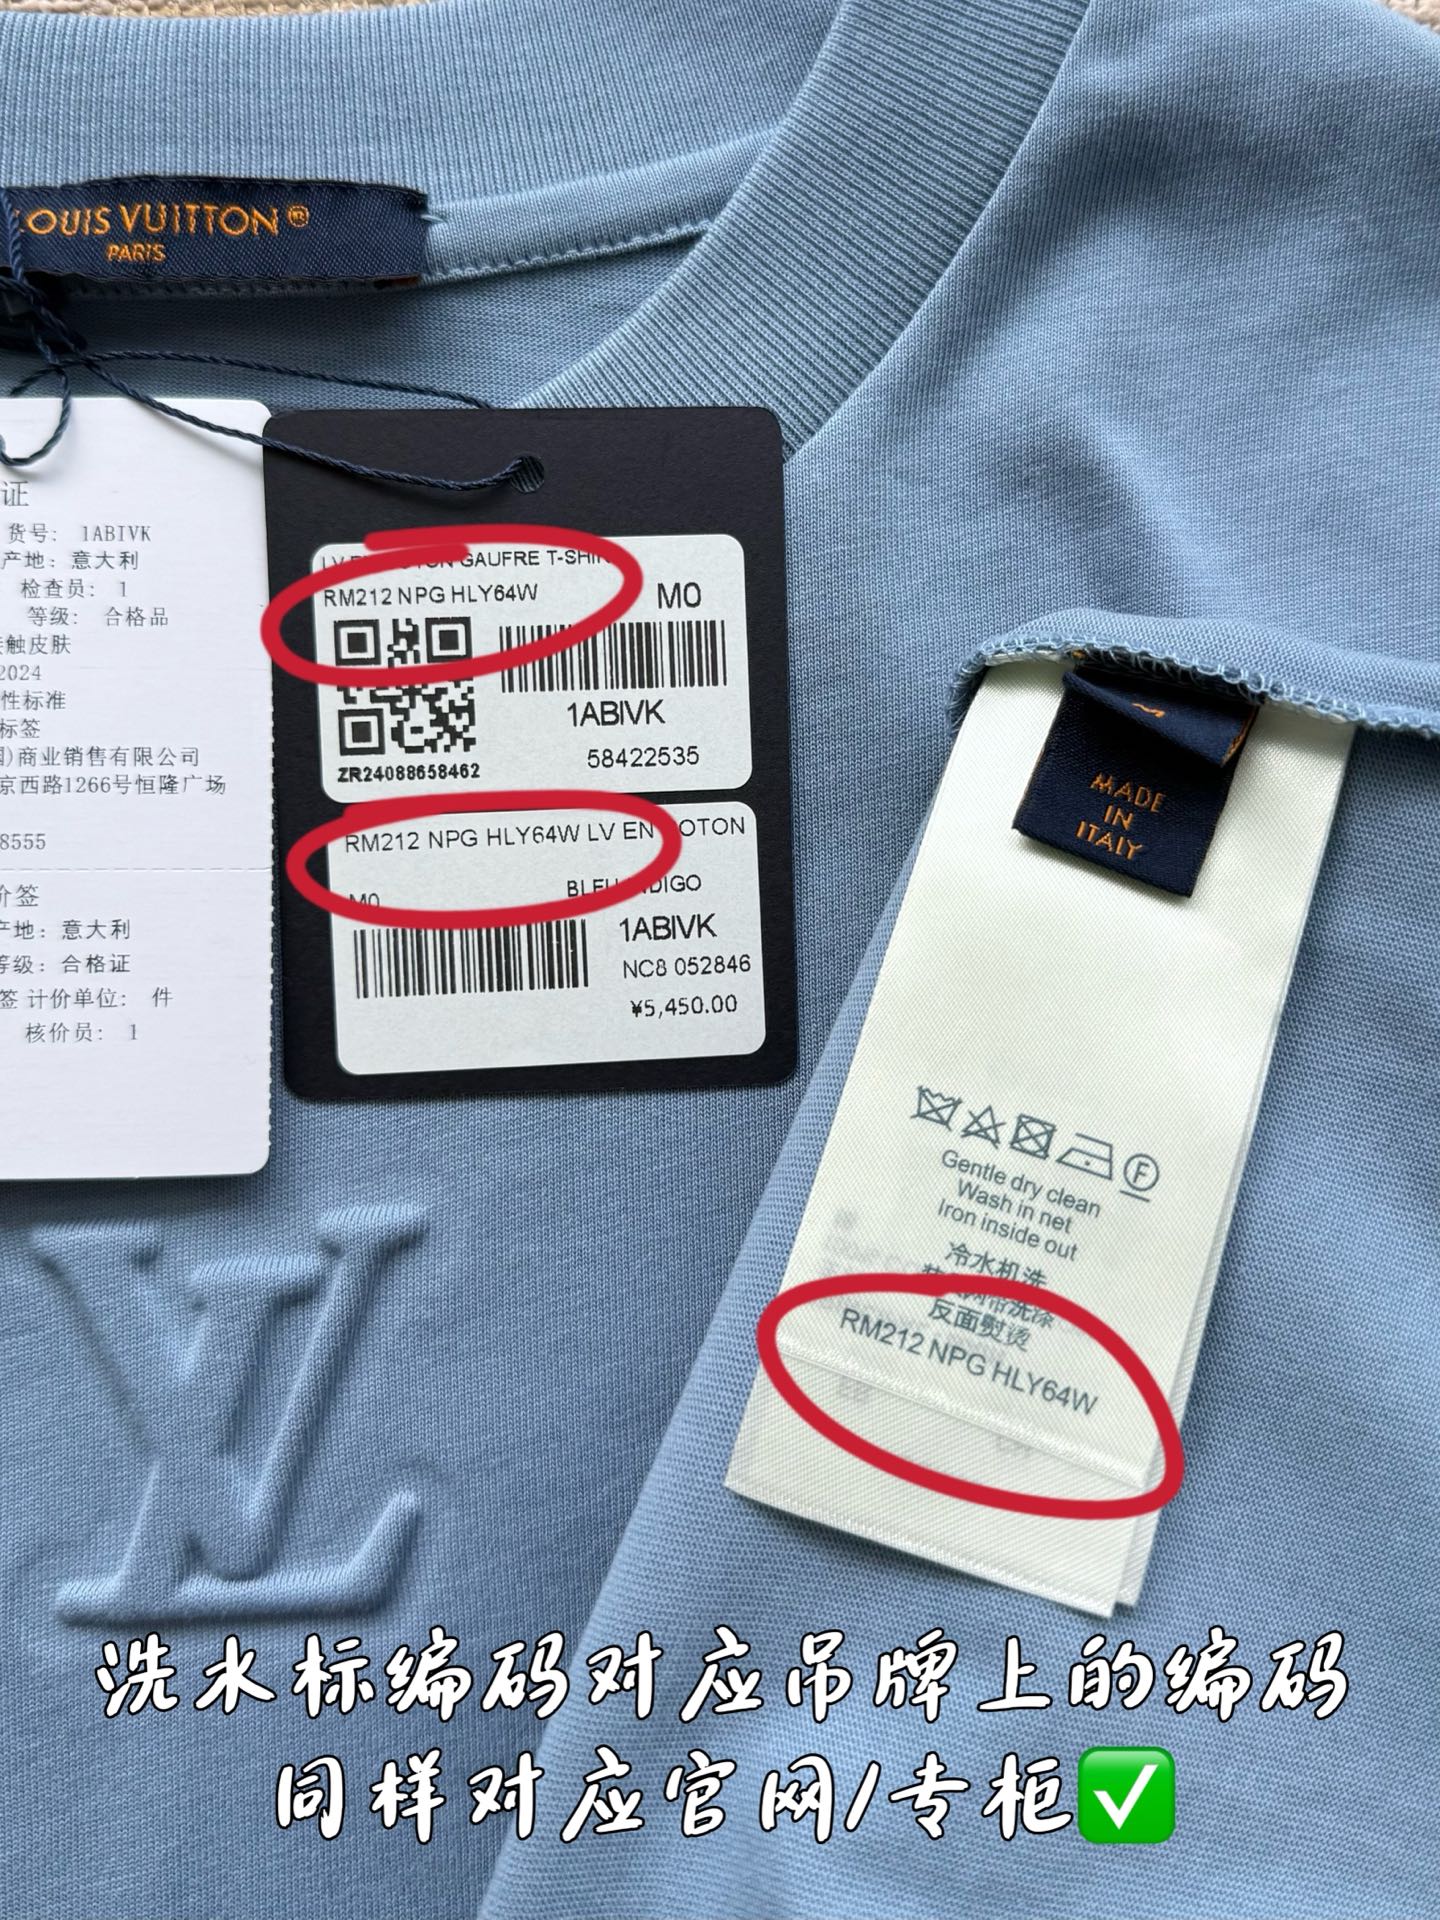 LOUIS VUITTON
PARIS
证
货号: 1ABIVK
产地: 意大利
检查员: 1
等级: 合格品
接触皮肤
2024
性标准
标签
)商业销售有限公司
京西路1266号恒隆广场
8555
价签
产地: 意大利
等级: 合格证
签 计价单位: 件
核价员: 1
GAUFRE T-SHIR
RM212 NPG HLY64W
M0
1ABIVK
58422535
ZR24088658462
RM212 NPG HLY64W LV EN COTON
M0
BLEU INDIGO
1ABIVK
NC8 052846
¥5,450.00
MADE
IN
ITALY
F
Gentle dry clean
Wash in net
Iron inside out
冷水机洗
反面熨烫
RM212 NPG HLY64W
LV
洗水标编码对应吊牌上的编码
同样对应官网/专柜✅